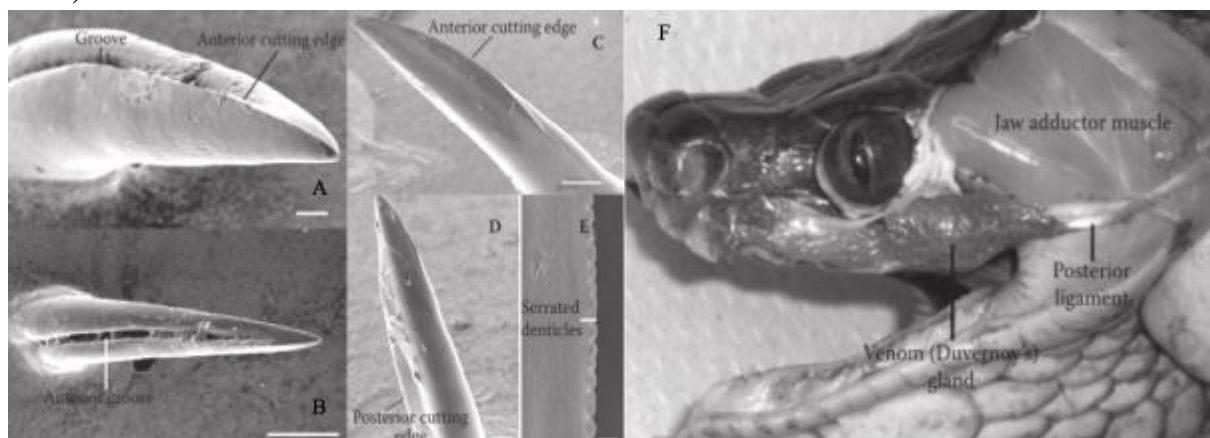 Groove
Anterior cutting edge
A
Anterior groove
B
Anterior cutting edge
C
D
Posterior cutting
edge
E
Serrated
denticles
F
Jaw adductor muscle
Posterior
ligament
Venom (Duvernoy's)
gland